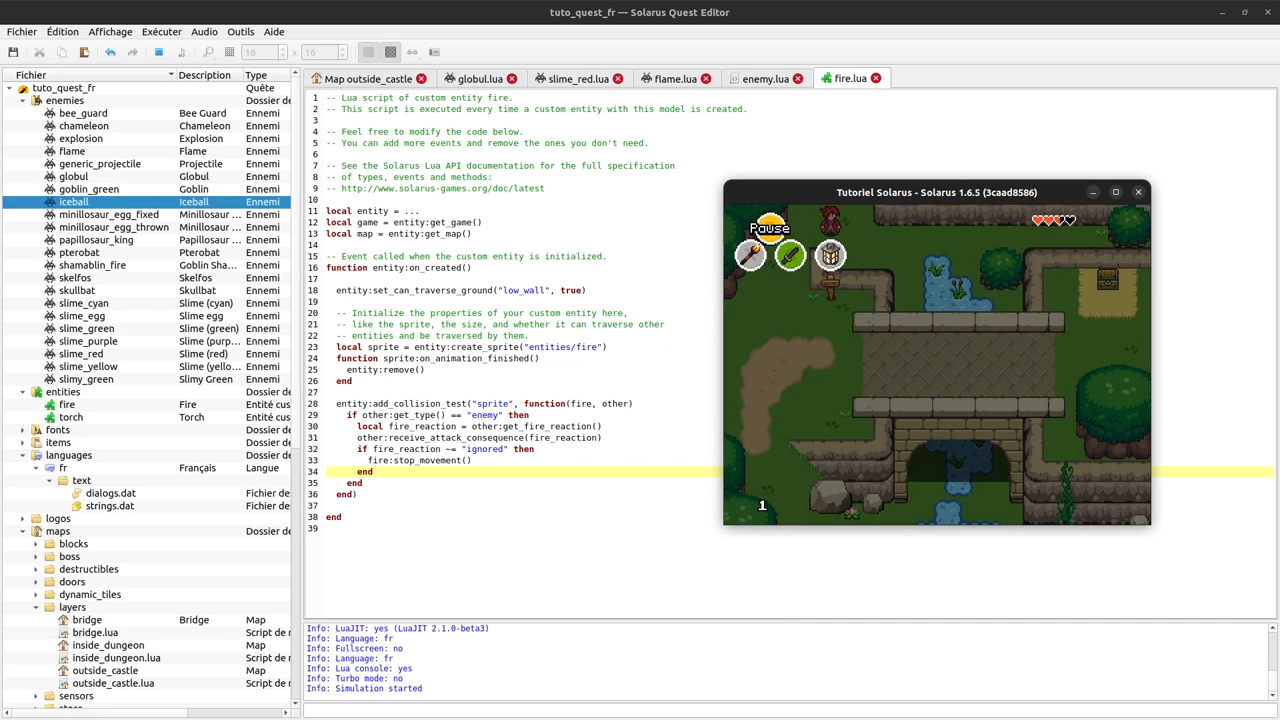 tuto_quest_fr — Solarus Quest Editor
Fichier Édition Affichage Exécuter Audio Outils Aide
16 x 16
Fichier Description Type
tuto_quest_fr Quête
enemies Dossier de
bee_guard Bee Guard Ennemi
chameleon Chameleon Ennemi
explosion Explosion Ennemi
flame Flame Ennemi
generic_projectile Projectile Ennemi
globul Globul Ennemi
goblin_green Goblin Ennemi
iceball Iceball Ennemi
minillosaur_egg_fixed Minillosaur ... Ennemi
minillosaur_egg_thrown Minillosaur ... Ennemi
papillosaur_king Papillosaur ... Ennemi
pterobat Pterobat Ennemi
shamablin_fire Goblin Sha... Ennemi
skelfos Skelfos Ennemi
skullbat Skullbat Ennemi
slime_cyan Slime (cyan) Ennemi
slime_egg Slime egg Ennemi
slime_green Slime (green) Ennemi
slime_purple Slime (purp... Ennemi
slime_red Slime (red) Ennemi
slime_yellow Slime (yello... Ennemi
slimy_green Slimy Green Ennemi
entities Dossier de
fire Fire Entité cus
torch Torch Entité cus
fonts Dossier de
items Dossier de
languages Dossier de
fr Français Langue
text Dossier de
dialogs.dat Fichier des
strings.dat Fichier de
logos Dossier de
maps Dossier de
blocks Dossier de
boss Dossier de
destructibles Dossier de
doors Dossier de
dynamic_tiles Dossier de
layers Dossier de
bridge Bridge Map
bridge.lua Script de r
inside_dungeon Map
inside_dungeon.lua Script de r
outside_castle Map
outside_castle.lua Script de r
sensors Dossier de
Map outside_castle globul.lua slime_red.lua flame.lua enemy.lua fire.lua
1 -- Lua script of custom entity fire.
2 -- This script is executed every time a custom entity with this model is created.
3
4 -- Feel free to modify the code below.
5 -- You can add more events and remove the ones you don't need.
6
7 -- See the Solarus Lua API documentation for the full specification
8 -- of types, events and methods:
9 -- http://www.solarus-games.org/doc/latest
10
11 local entity = ...
12 local game = entity:get_game()
13 local map = entity:get_map()
14
15 -- Event called when the custom entity is initialized.
16 function entity:on_created()
17
18 entity:set_can_traverse_ground("low_wall", true)
19
20 -- Initialize the properties of your custom entity here,
21 -- like the sprite, the size, and whether it can traverse other
22 -- entities and be traversed by them.
23 local sprite = entity:create_sprite("entities/fire")
24 function sprite:on_animation_finished()
25 entity:remove()
26 end
27
28 entity:add_collision_test("sprite", function(fire, other)
29 if other:get_type() == "enemy" then
30 local fire_reaction = other:get_fire_reaction()
31 other:receive_attack_consequence(fire_reaction)
32 if fire_reaction ~= "ignored" then
33 fire:stop_movement()
34 end
35 end
36 end)
37
38 end
39
Tutoriel Solarus - Solarus 1.6.5 (3caad8586)
Pause
1
Info: LuaJIT: yes (LuaJIT 2.1.0-beta3)
Info: Language: fr
Info: Fullscreen: no
Info: Language: fr
Info: Lua console: yes
Info: Turbo mode: no
Info: Simulation started